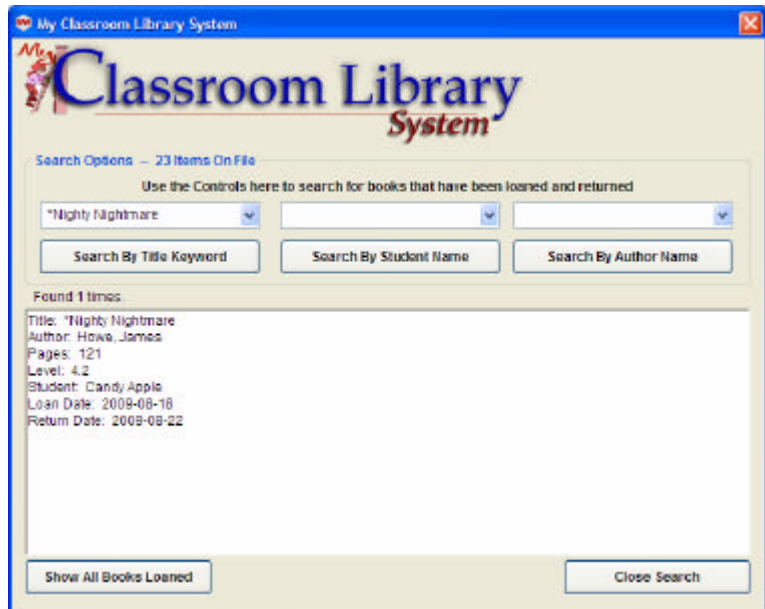 My Classroom Library System
My
Classroom Library
System
Search Options – 23 Items On File
Use the Controls here to search for books that have been loaned and returned
*Nighty Nightmare
Search By Title Keyword Search By Student Name Search By Author Name
Found 1 times.
Title: *Nighty Nightmare
Author: Howe, James
Pages: 121
Level: 4.2
Student: Candy Apple
Loan Date: 2009-08-18
Return Date: 2009-08-22
Show All Books Loaned Close Search